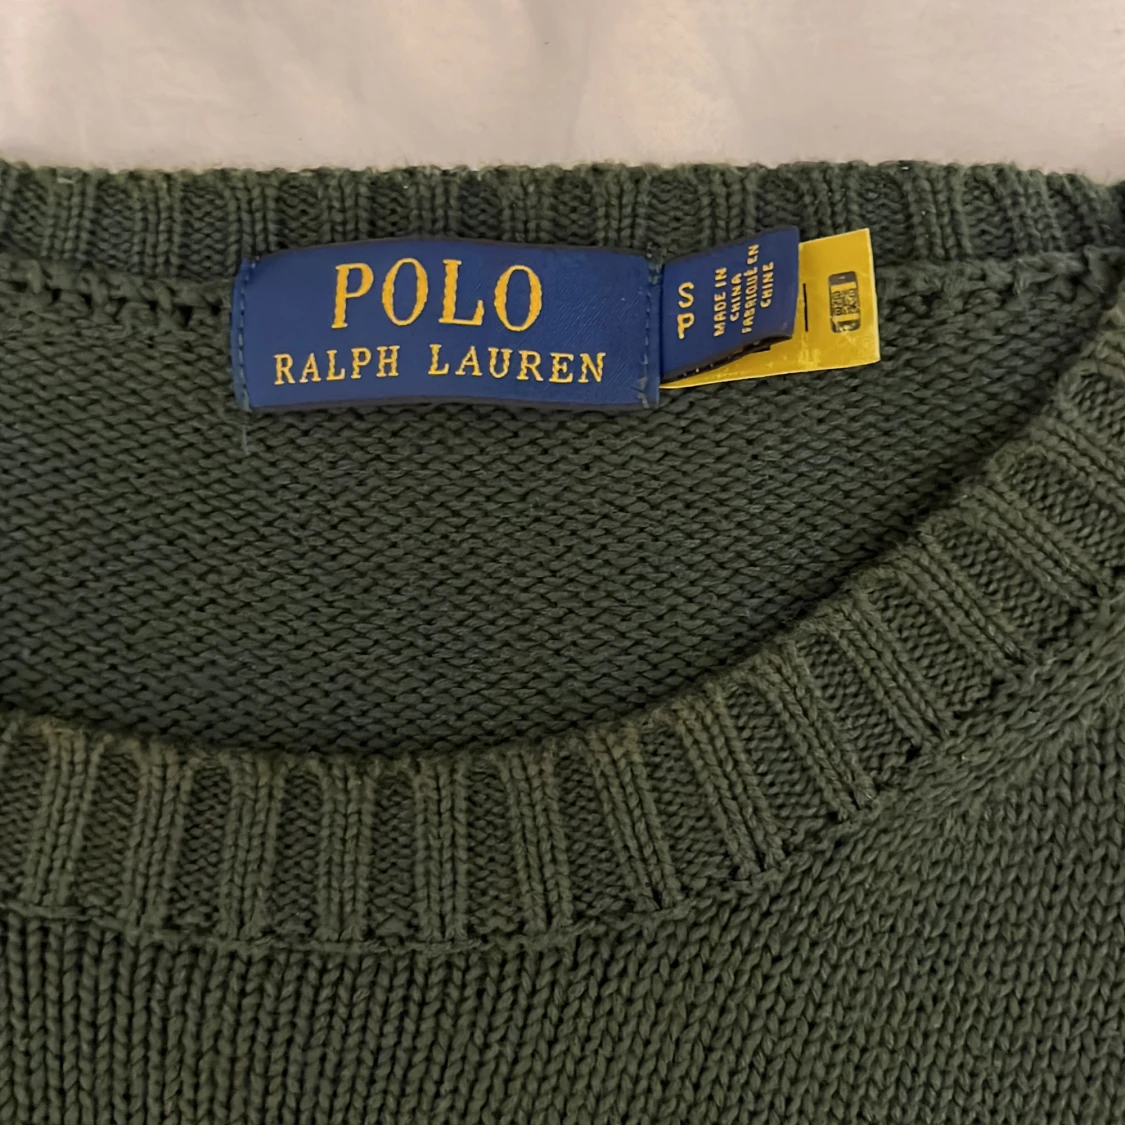 POLO
RALPH LAUREN
S
P
MADE IN
CHINA
FABRIQUÉ EN
CHINE